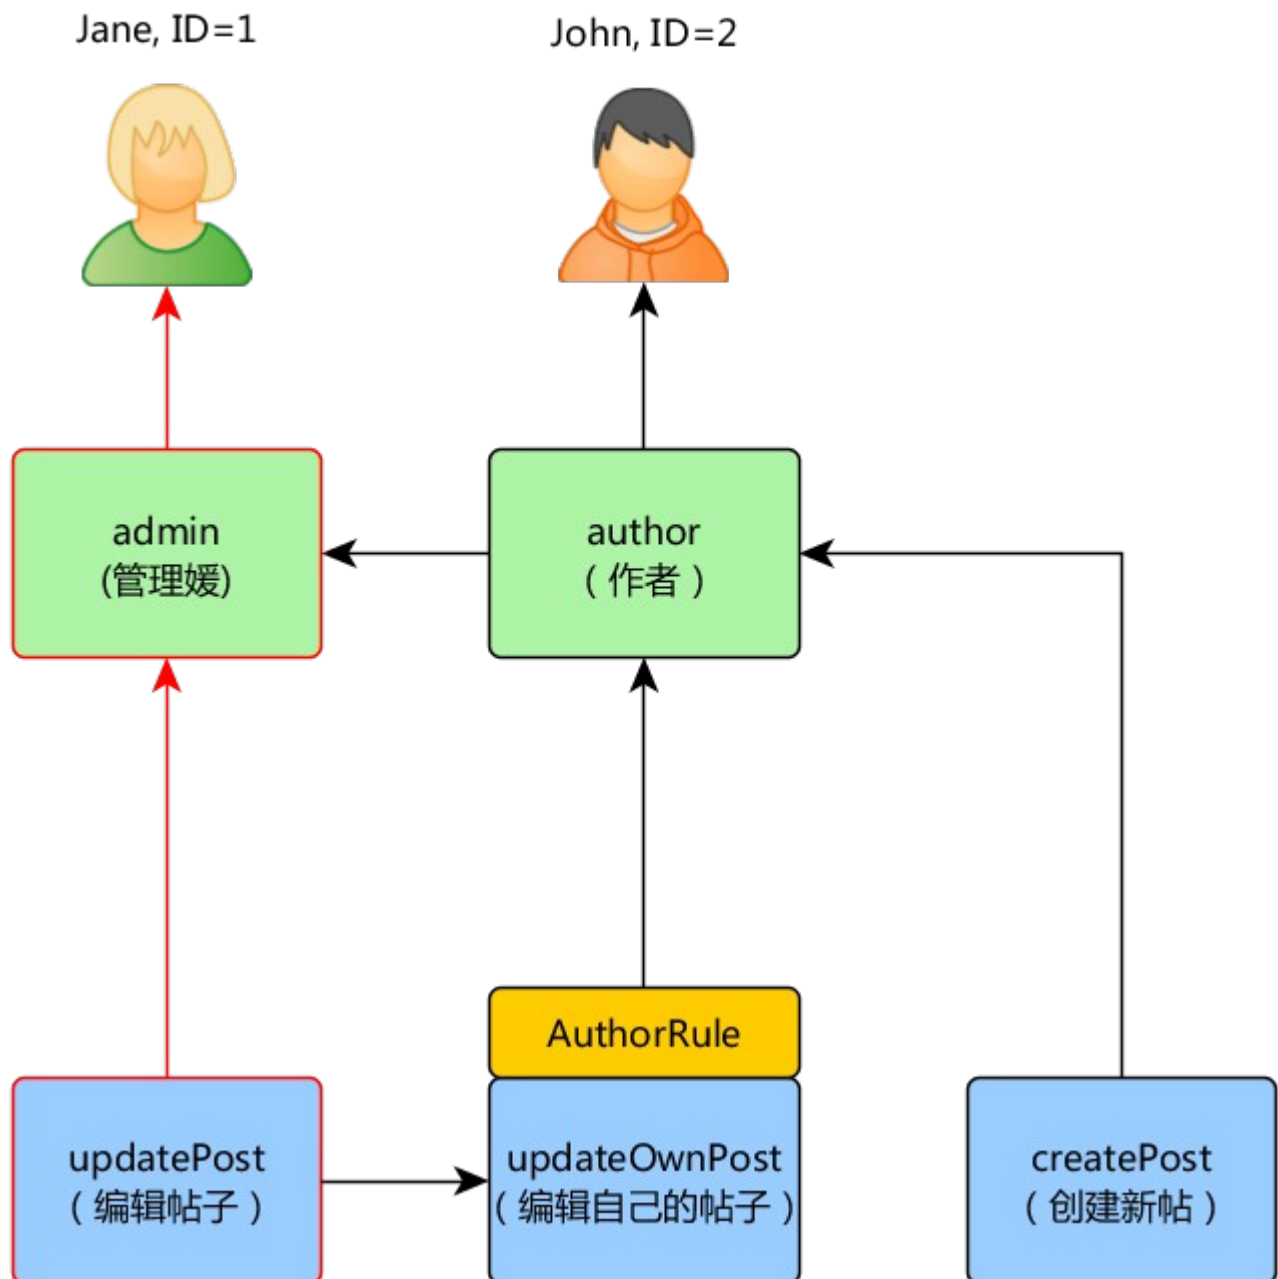 Jane, ID=1
John, ID=2
admin
(管理媛)
author
（作者）
AuthorRule
updatePost
（编辑帖子）
updateOwnPost
（编辑自己的帖子）
createPost
（创建新帖）